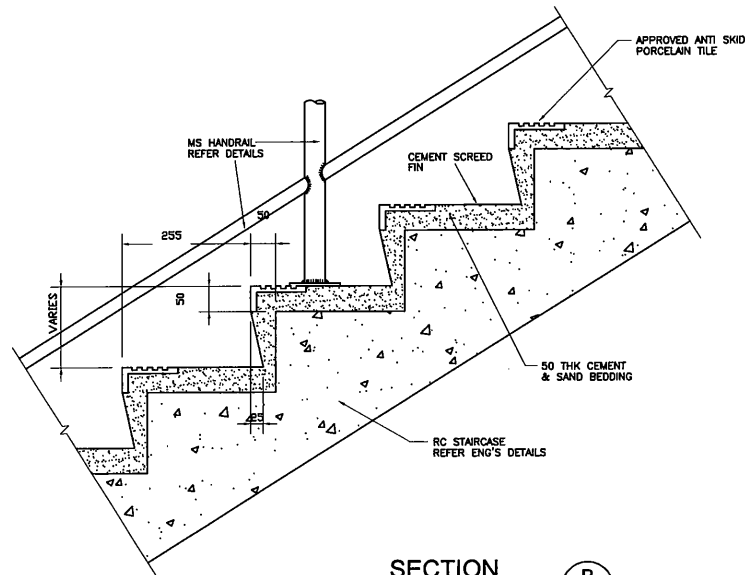 APPROVED ANTI SKID
PORCELAIN TILE
MS HANDRAIL
REFER DETAILS
CEMENT SCREED
FIN
50
255
VARIES
50
50 THK CEMENT
& SAND BEDDING
25
RC STAIRCASE
REFER ENG'S DETAILS
SECTION